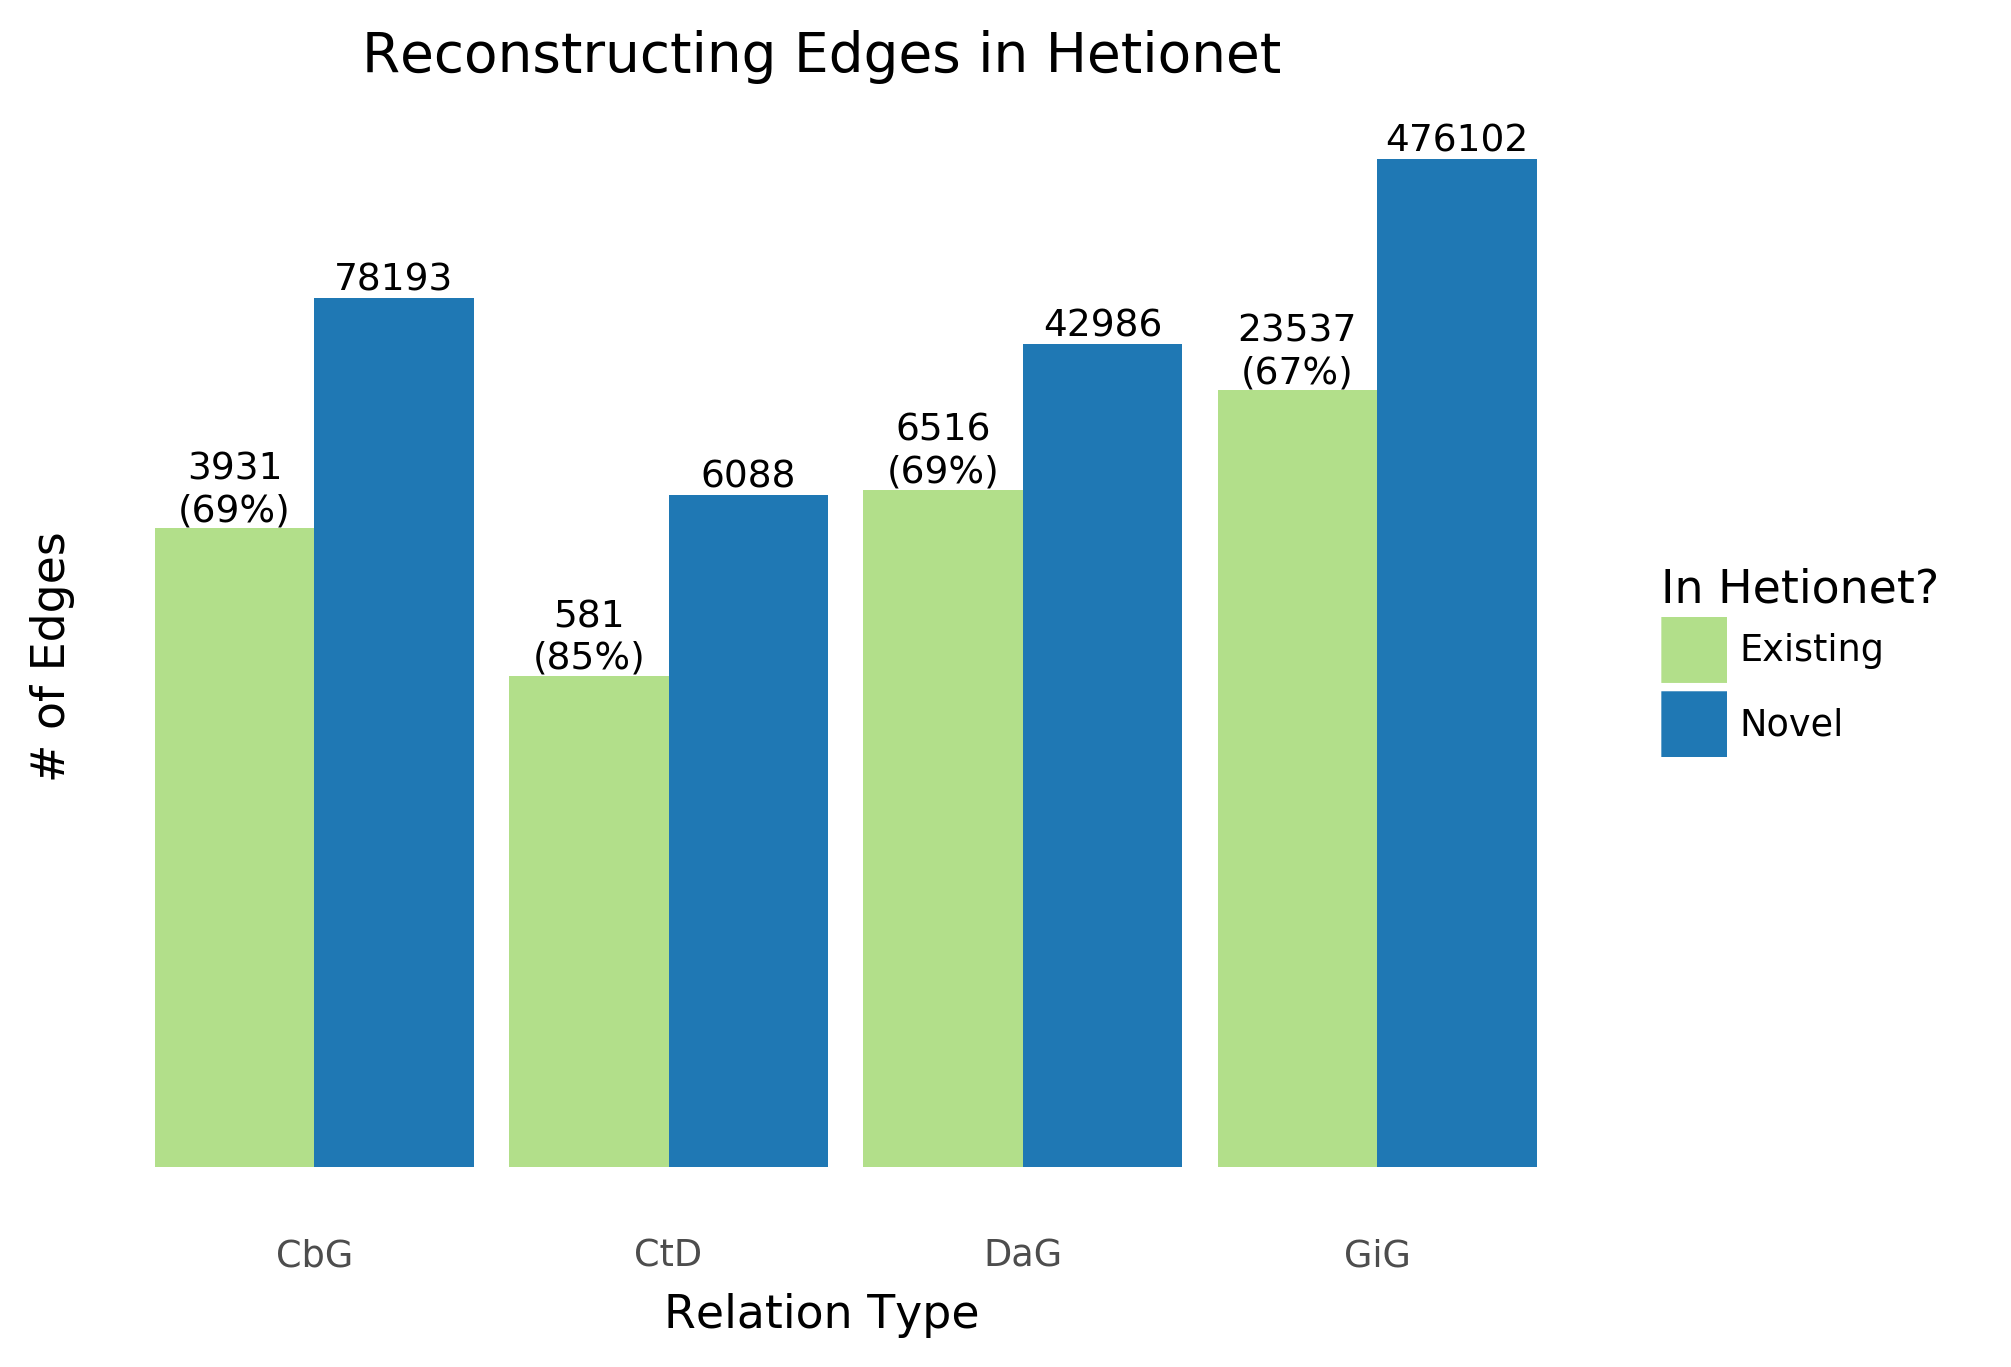 Reconstructing Edges in Hetionet
# of Edges
3931
(69%)
78193
581
(85%)
6088
6516
(69%)
42986
23537
(67%)
476102
CbG
CtD
DaG
GiG
Relation Type
In Hetionet?
Existing
Novel